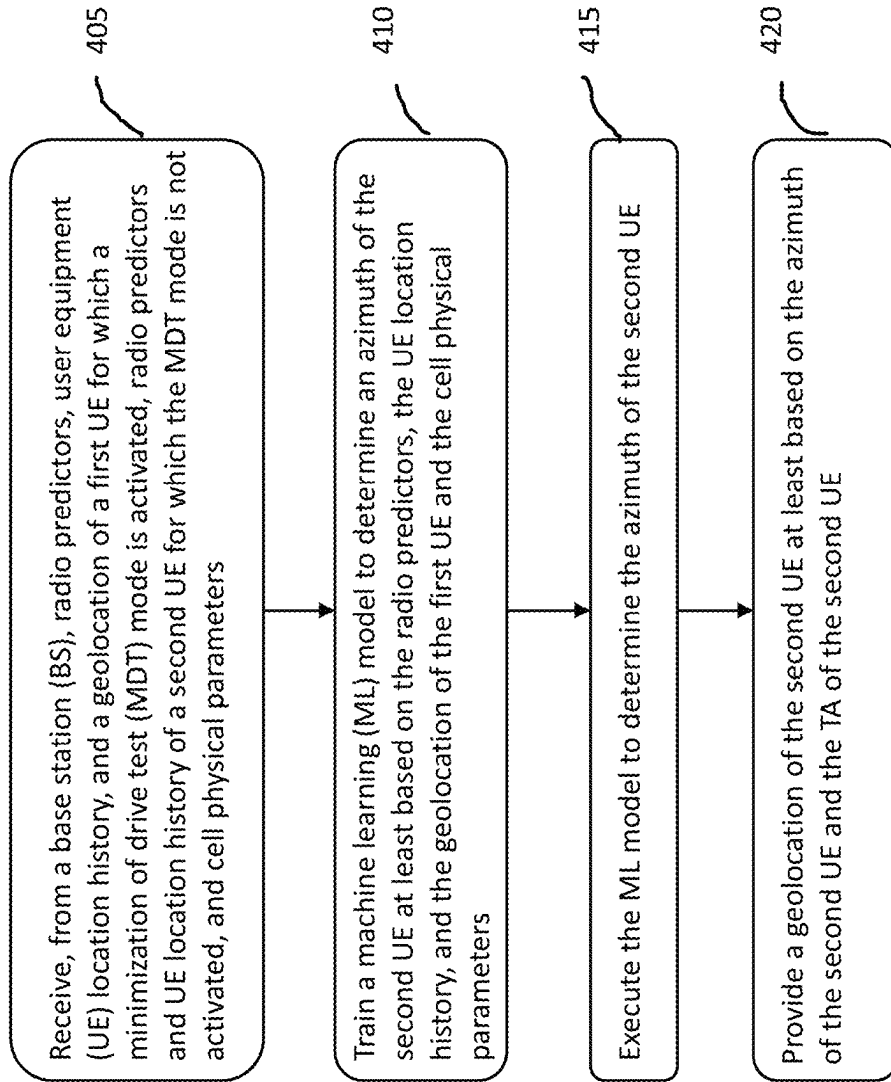 Receive, from a base station (BS), radio predictors, user equipment
(UE) location history, and a geolocation of a first UE for which a
minimization of drive test (MDT) mode is activated, radio predictors
and UE location history of a second UE for which the MDT mode is not
activated, and cell physical parameters
405
Train a machine learning (ML) model to determine an azimuth of the
second UE at least based on the radio predictors, the UE location
history, and the geolocation of the first UE and the cell physical
parameters
410
Execute the ML model to determine the azimuth of the second UE
415
Provide a geolocation of the second UE at least based on the azimuth
of the second UE and the TA of the second UE
420